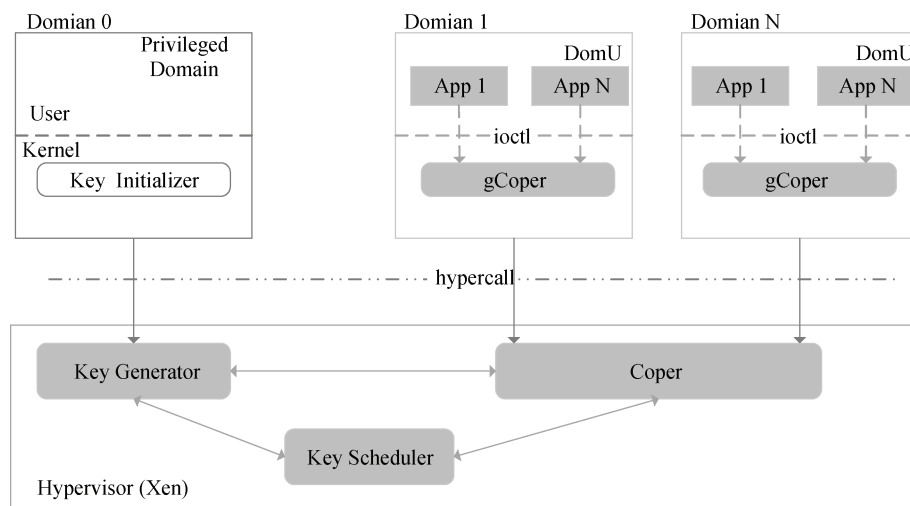 Domian 0
Privileged
Domain
User
Kernel
Key Initializer
Domian 1
DomU
App 1
App N
ioctl
gCoper
Domian N
DomU
App 1
App N
ioctl
gCoper
hypercall
Key Generator
Coper
Key Scheduler
Hypervisor (Xen)